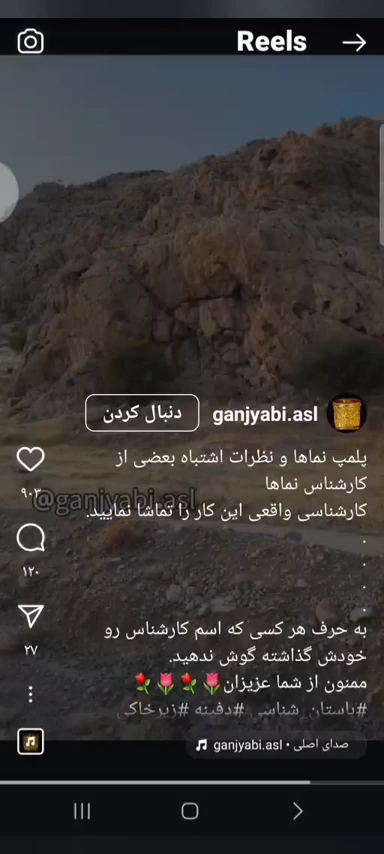 Reels
ganjyabi.asl
دنبال کردن
پلمپ نماها و نظرات اشتباه بعضی از
کارشناس نماها
کارشناسی واقعی این کار را تماشا نمایید.
.
.
.
.
به حرف هر کسی که اسم کارشناس رو
خودش گذاشته گوش ندهید.
ممنون از شما عزیزان🌷🌹🌷🌹
#باستان_شناسی #دفینه #زیرخاکی
@ganjyabi.asl
۹۰۳
۱۲۰
۲۷
ganjyabi.asl • صدای اصلی